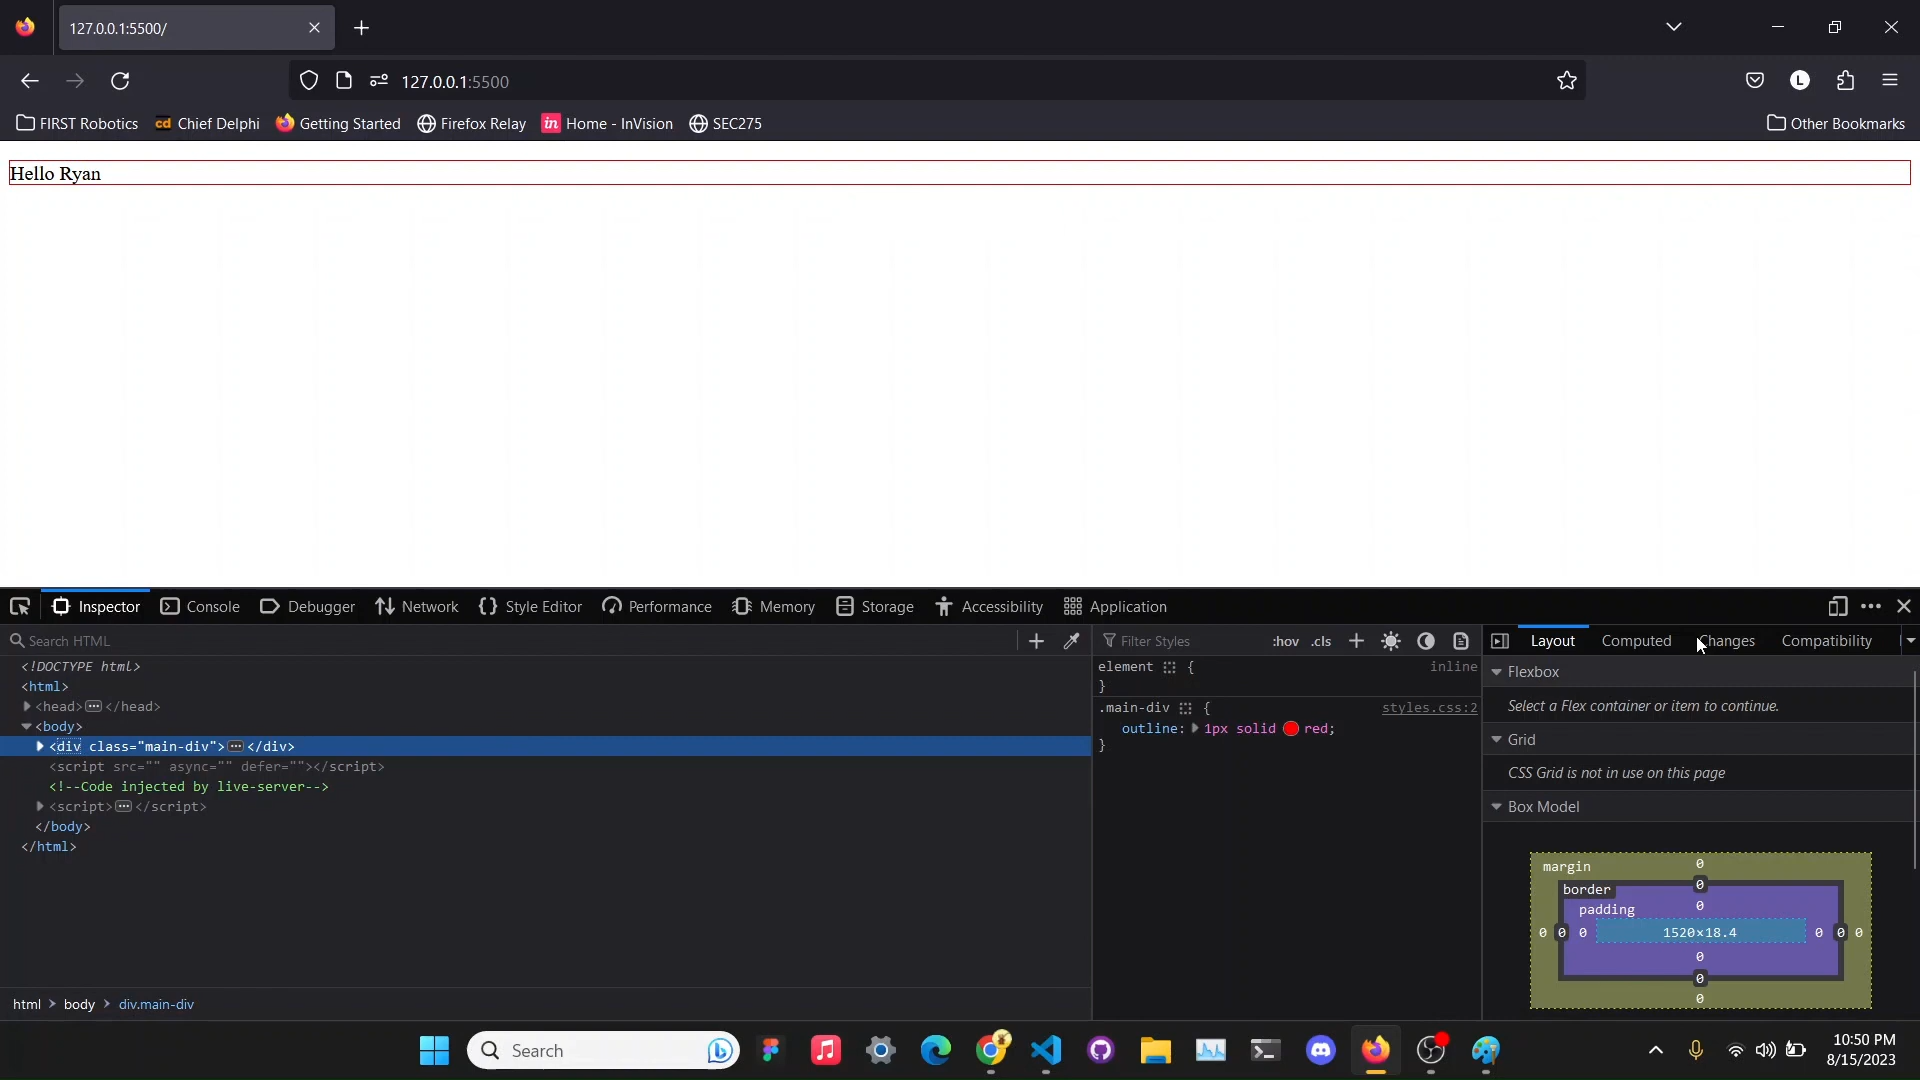 127.0.0.1:5500/
127.0.0.1:5500
FIRST Robotics
cd Chief Delphi
Getting Started
Firefox Relay
in Home - InVision
SEC275
Other Bookmarks
Hello Ryan
Inspector
Console
Debugger
Network
Style Editor
Performance
Memory
Storage
Accessibility
Application
Search HTML
<!DOCTYPE html>
<html>
<head></head>
<body>
<div class="main-div"></div>
<script src="" async="" defer=""></script>
<!--Code injected by live-server-->
<script></script>
</body>
</html>
html > body > div.main-div
Filter Styles
:hov .cls
element { inline
}
.main-div { styles.css:2
outline: 1px solid red;
}
Layout Computed Changes Compatibility
Flexbox
Select a Flex container or item to continue.
Grid
CSS Grid is not in use on this page
Box Model
margin 0
border 0
padding 0
0 0 0 1520×18.4 0 0 0
0
0
0
Search
L
10:50 PM
8/15/2023